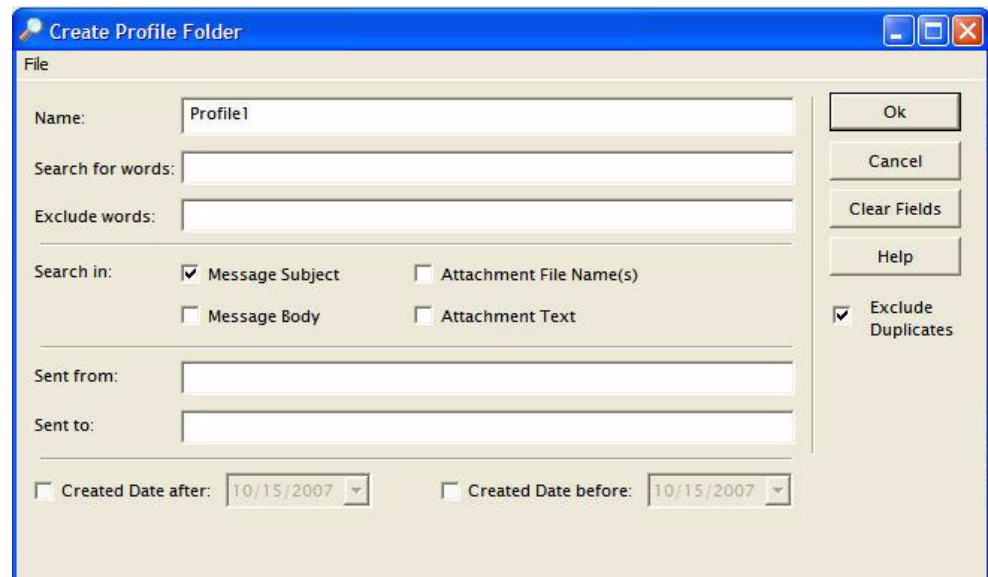 Create Profile Folder
File
Name: Profile1
Search for words:
Exclude words:
Search in: Message Subject Attachment File Name(s)
Message Body Attachment Text
Sent from:
Sent to:
Created Date after: 10/15/2007 Created Date before: 10/15/2007
Ok
Cancel
Clear Fields
Help
Exclude
Duplicates